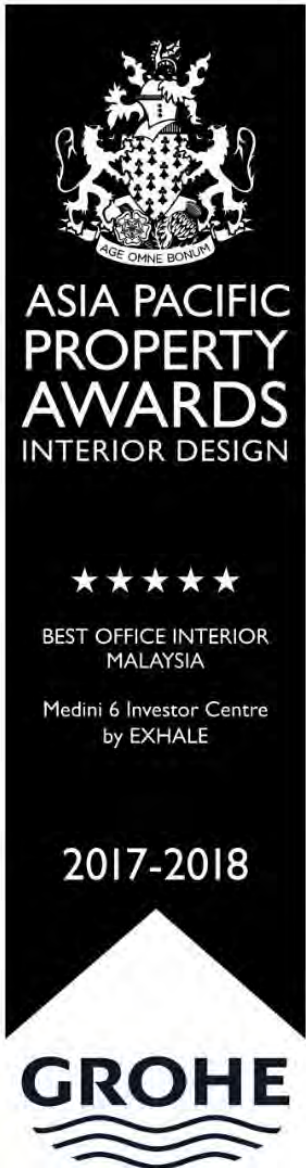 AGE OMNE BONUM
ASIA PACIFIC
PROPERTY
AWARDS
INTERIOR DESIGN
★★★★★
BEST OFFICE INTERIOR
MALAYSIA
Medini 6 Investor Centre
by EXHALE
2017-2018
GROHE